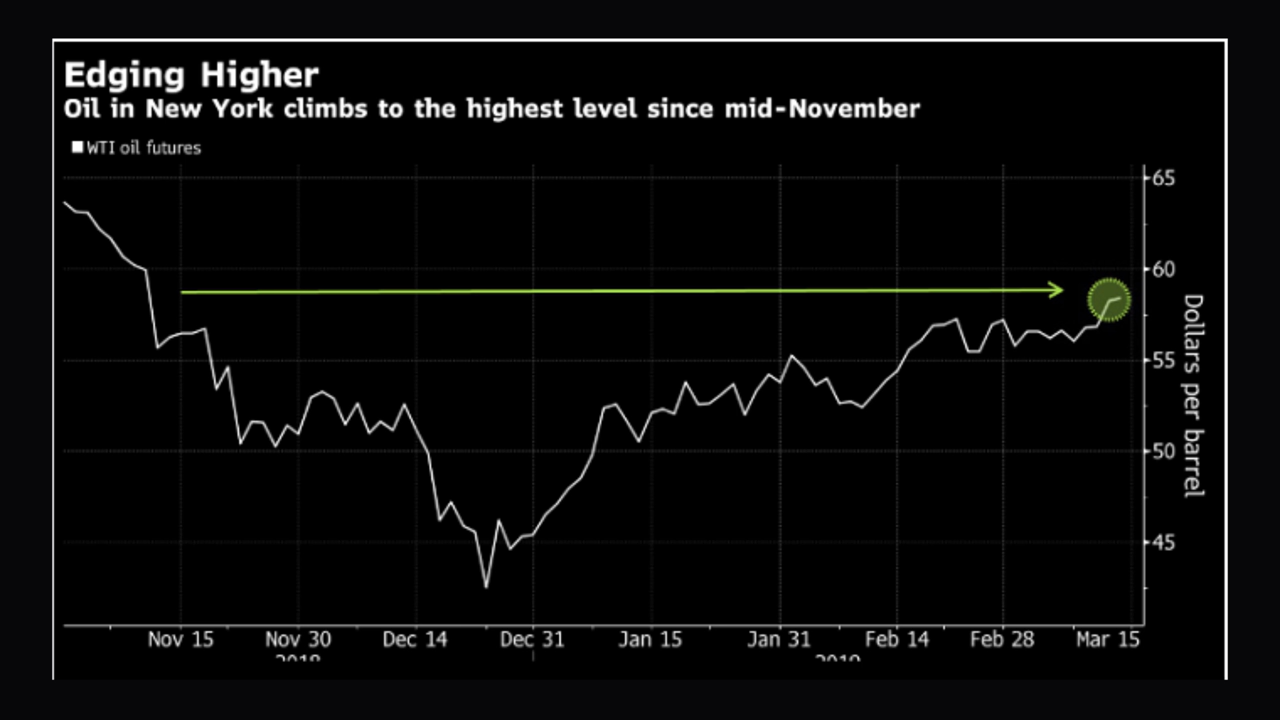 Edging Higher
Oil in New York climbs to the highest level since mid-November
WTI oil futures
65
60
55
50
45
Dollars per barrel
Nov 15 Nov 30 Dec 14 Dec 31 Jan 15 Jan 31 Feb 14 Feb 28 Mar 15
2018 2019